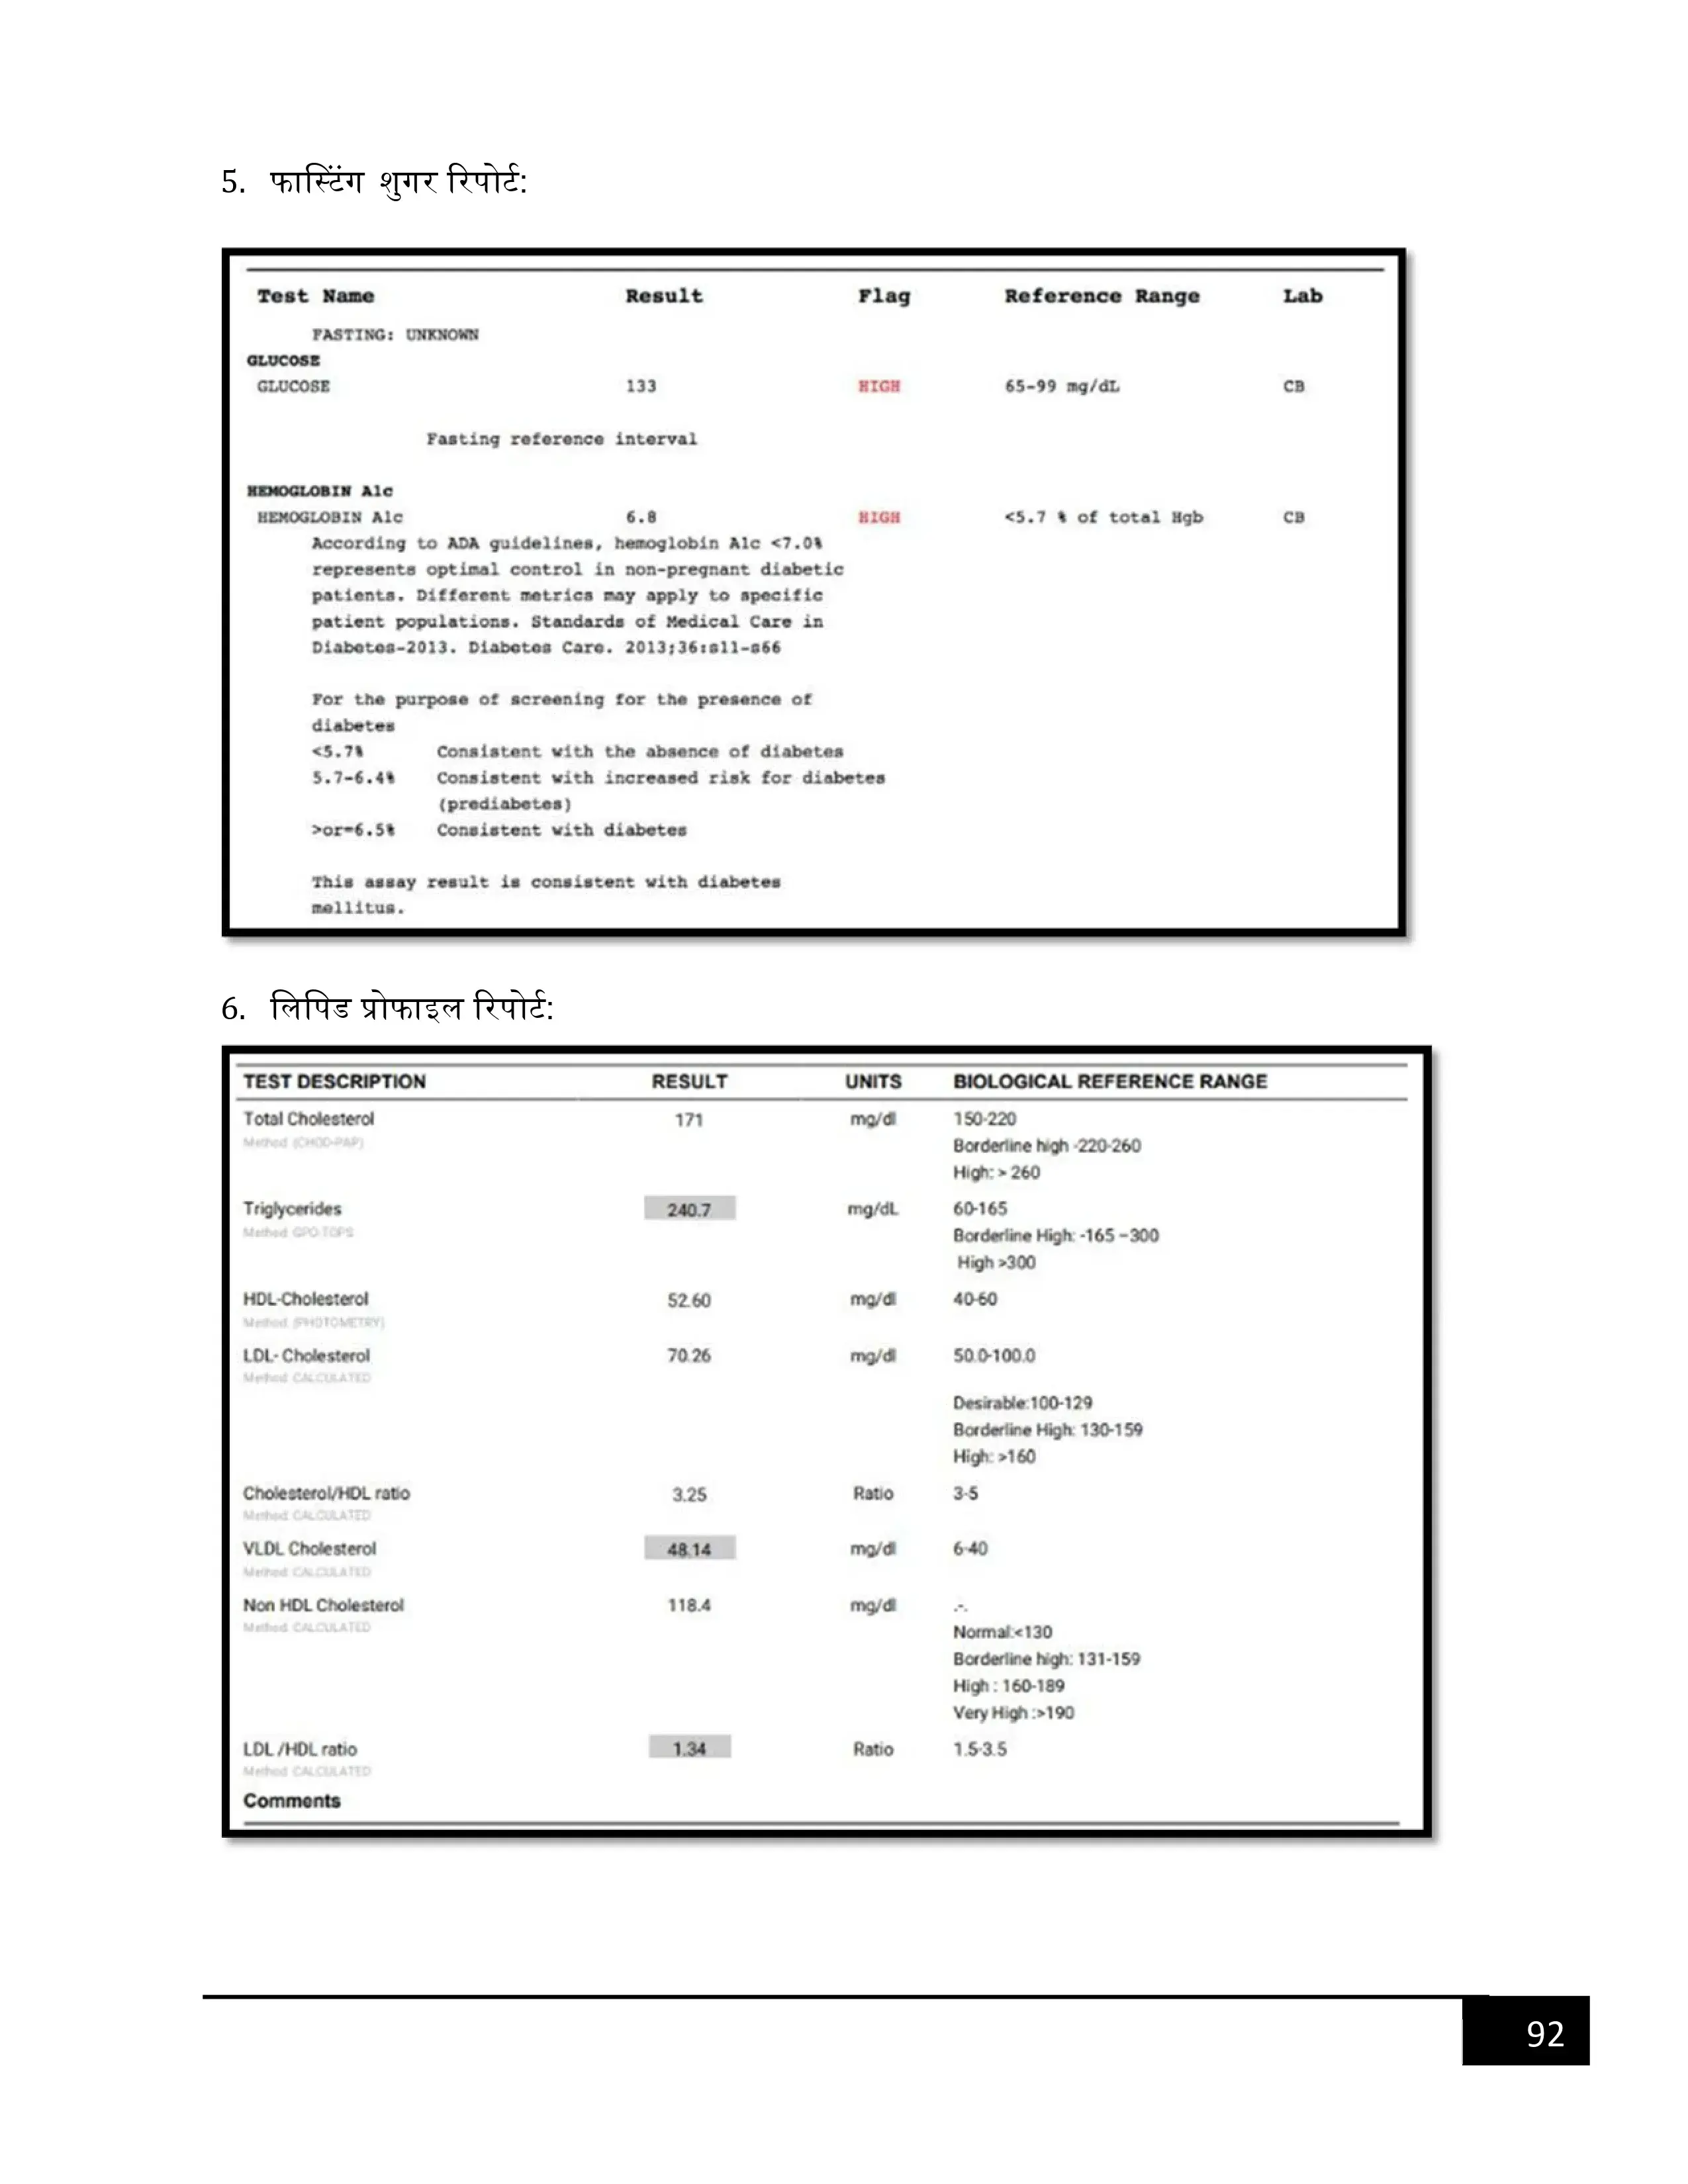 5. फास्टिंग शुगर रिपोर्ट:
Test Name Result Flag Reference Range Lab
FASTING: UNKNOWN
GLUCOSE
GLUCOSE 133 HIGH 65-99 mg/dL CB
Fasting reference interval
HEMOGLOBIN A1c
HEMOGLOBIN A1c 6.8 HIGH <5.7 % of total Hgb CB
According to ADA guidelines, hemoglobin A1c <7.0%
represents optimal control in non-pregnant diabetic
patients. Different metrics may apply to specific
patient populations. Standards of Medical Care in
Diabetes-2013. Diabetes Care. 2013;36:s11-s66
For the purpose of screening for the presence of
diabetes
<5.7% Consistent with the absence of diabetes
5.7-6.4% Consistent with increased risk for diabetes
(prediabetes)
>or=6.5% Consistent with diabetes
This assay result is consistent with diabetes
mellitus.
6. लिपिड प्रोफाइल रिपोर्ट:
TEST DESCRIPTION RESULT UNITS BIOLOGICAL REFERENCE RANGE
Total Cholesterol 171 mg/dl 150-220
Method: (CHOD-PAP) Borderline high -220-260
High: > 260
Triglycerides 240.7 mg/dL 60-165
Method: GPO-TOPS Borderline High: -165 –300
High >300
HDL-Cholesterol 52.60 mg/dl 40-60
Method: (PHOTOMETRY)
LDL- Cholesterol 70.26 mg/dl 50.0-100.0
Method: CALCULATED
Desirable:100-129
Borderline High: 130-159
High: >160
Cholesterol/HDL ratio 3.25 Ratio 3-5
Method: CALCULATED
VLDL Cholesterol 48.14 mg/dl 6-40
Method: CALCULATED
Non HDL Cholesterol 118.4 mg/dl .-.
Method: CALCULATED Normal:<130
Borderline high: 131-159
High : 160-189
Very High :>190
LDL /HDL ratio 1.34 Ratio 1.5-3.5
Method: CALCULATED
Comments
92